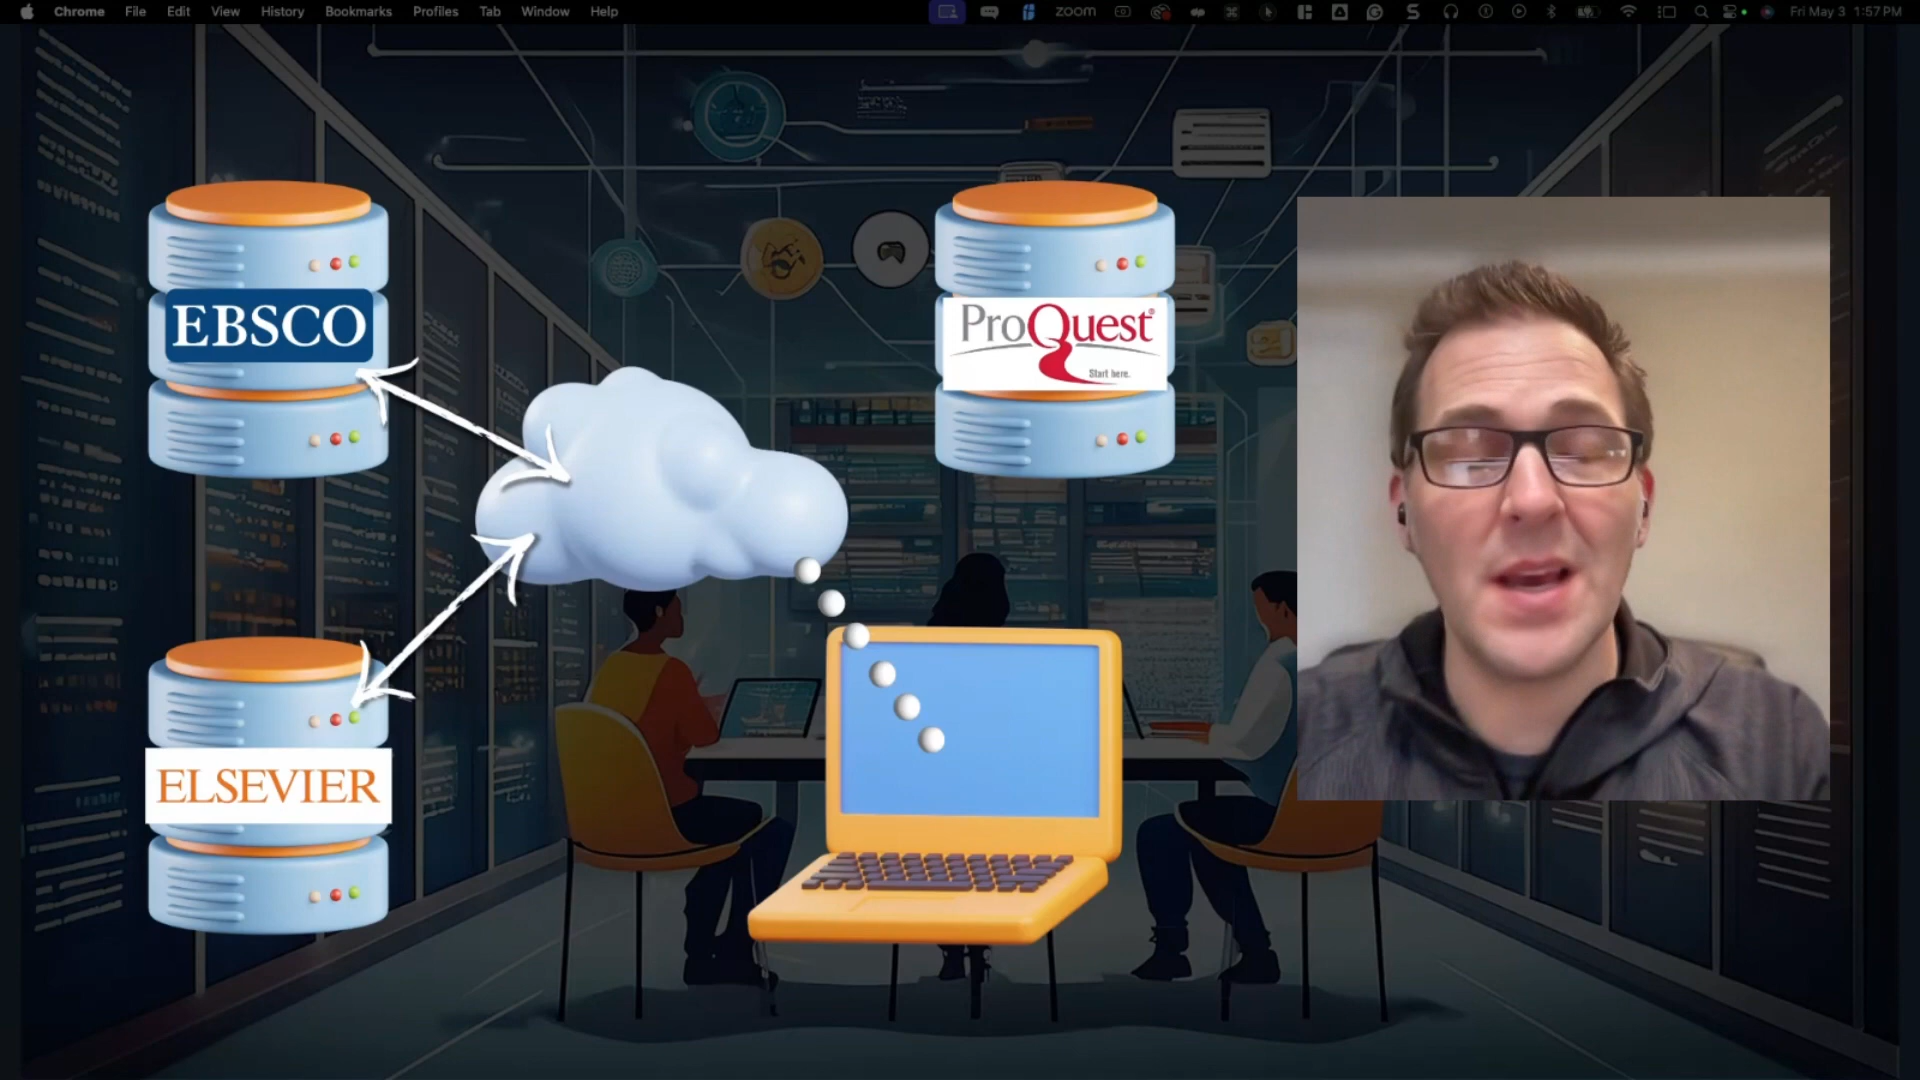 Chrome File Edit View History Bookmarks Profiles Tab Window Help zoom Fri May 3 1:57 PM
EBSCO
ProQuest®
Start here.
ELSEVIER